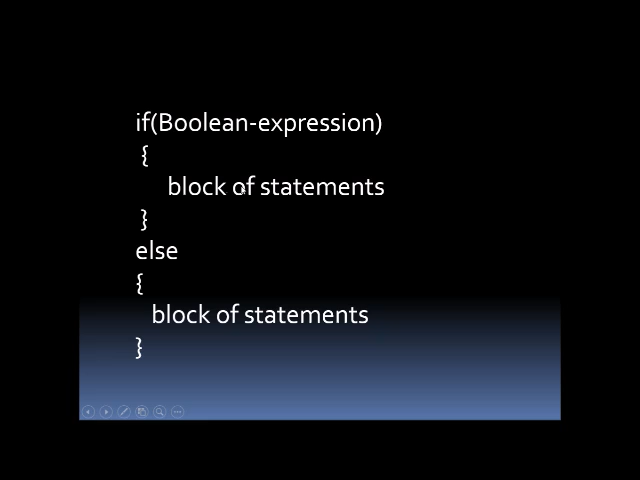 if(Boolean-expression)
{
block of statements
}
else
{
block of statements
}